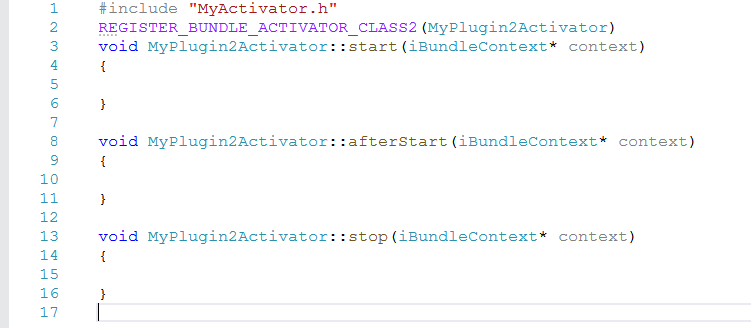 1 #include "MyActivator.h"
2 REGISTER_BUNDLE_ACTIVATOR_CLASS2(MyPlugin2Activator)
3 void MyPlugin2Activator::start(iBundleContext* context)
4 {
5
6 }
7
8 void MyPlugin2Activator::afterStart(iBundleContext* context)
9 {
10
11 }
12
13 void MyPlugin2Activator::stop(iBundleContext* context)
14 {
15
16 }
17